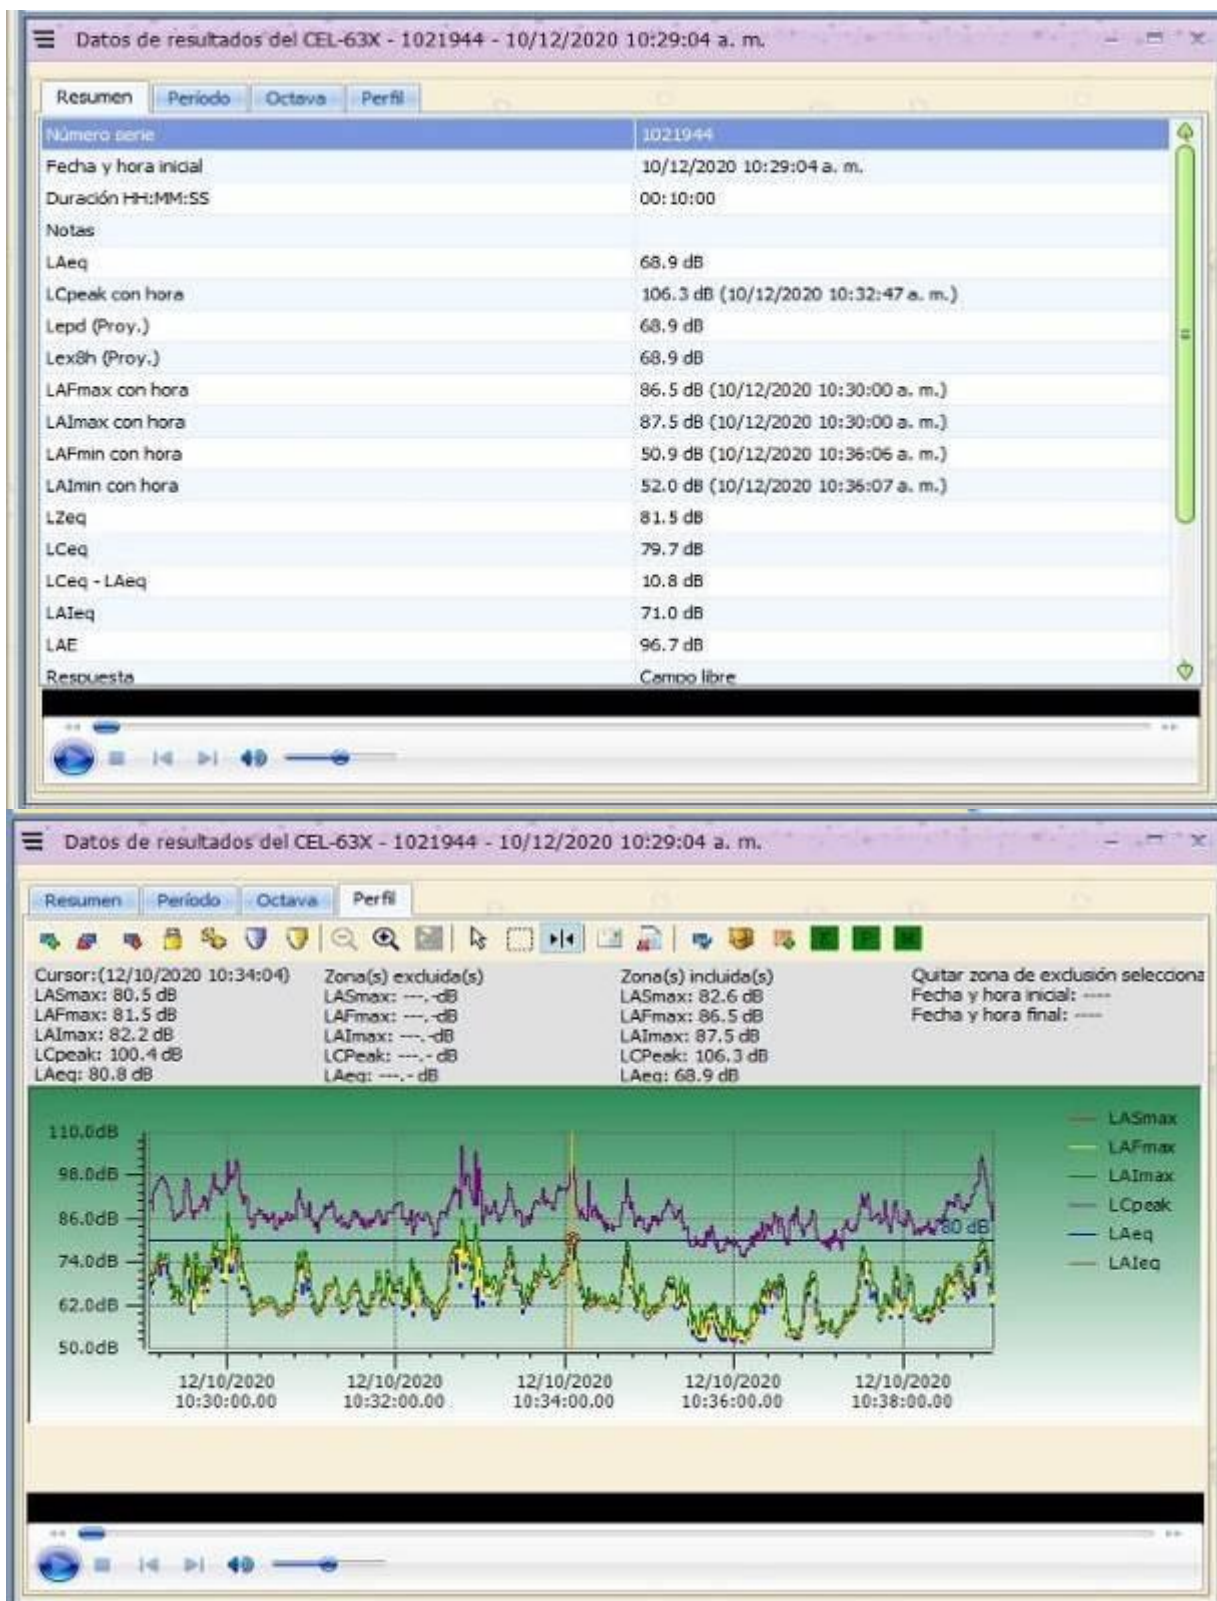 Datos de resultados del CEL-63X - 1021944 - 10/12/2020 10:29:04 a. m.
Resumen Período Octava Perfil
Número serie 1021944
Fecha y hora inicial 10/12/2020 10:29:04 a. m.
Duración HH:MM:SS 00:10:00
Notas
LAeq 68.9 dB
LCpeak con hora 106.3 dB (10/12/2020 10:32:47 a. m.)
Lepd (Proy.) 68.9 dB
Lex8h (Proy.) 68.9 dB
LAFmax con hora 86.5 dB (10/12/2020 10:30:00 a. m.)
LAImax con hora 87.5 dB (10/12/2020 10:30:00 a. m.)
LAFmin con hora 50.9 dB (10/12/2020 10:36:06 a. m.)
LAImin con hora 52.0 dB (10/12/2020 10:36:07 a. m.)
LZeq 81.5 dB
LCeq 79.7 dB
LCeq - LAeq 10.8 dB
LAIeq 71.0 dB
LAE 96.7 dB
Respuesta Campo libre
Datos de resultados del CEL-63X - 1021944 - 10/12/2020 10:29:04 a. m.
Resumen Período Octava Perfil
Cursor:(12/10/2020 10:34:04) Zona(s) excluida(s) Zona(s) incluida(s) Quitar zona de exclusión selecciona
LASmax: 80.5 dB LASmax: ---.-dB LASmax: 82.6 dB Fecha y hora inicial: ----
LAFmax: 81.5 dB LAFmax: ---.-dB LAFmax: 86.5 dB Fecha y hora final: ----
LAImax: 82.2 dB LAImax: ---.-dB LAImax: 87.5 dB
LCpeak: 100.4 dB LCPeak: ---.- dB LCPeak: 106.3 dB
LAeq: 80.8 dB LAeq: ---.- dB LAeq: 68.9 dB
110.0dB
98.0dB
86.0dB
74.0dB
62.0dB
50.0dB
80 dB
LASmax
LAFmax
LAImax
LCpeak
LAeq
LAIeq
12/10/2020 12/10/2020 12/10/2020 12/10/2020 12/10/2020
10:30:00.00 10:32:00.00 10:34:00.00 10:36:00.00 10:38:00.00